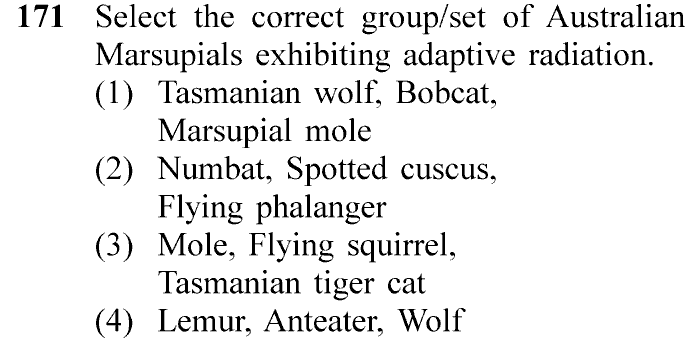 171 Select the correct group/set of Australian
Marsupials exhibiting adaptive radiation.
(1) Tasmanian wolf, Bobcat,
Marsupial mole
(2) Numbat, Spotted cuscus,
Flying phalanger
(3) Mole, Flying squirrel,
Tasmanian tiger cat
(4) Lemur, Anteater, Wolf